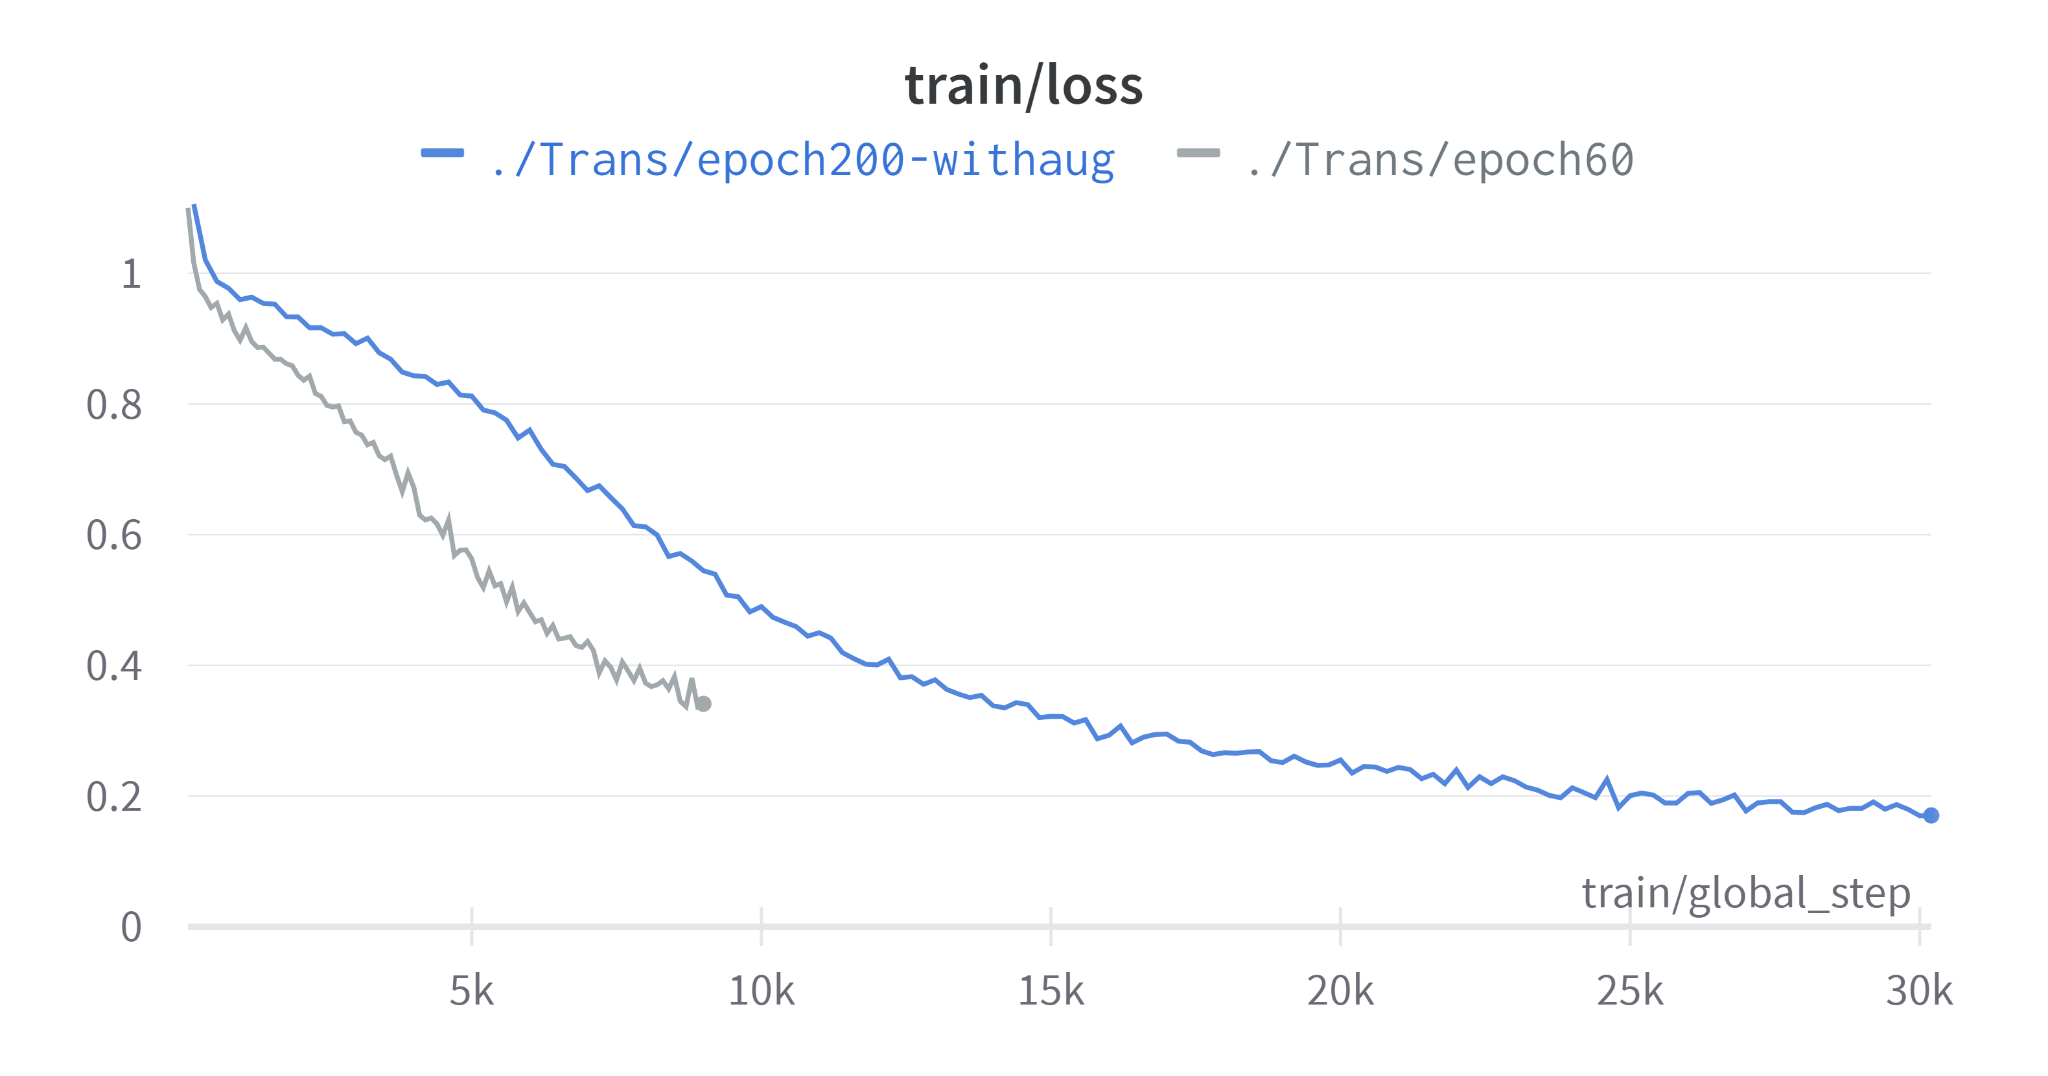 train/loss
./Trans/epoch200-withaug ./Trans/epoch60
1
0.8
0.6
0.4
0.2
train/global_step
0
5k 10k 15k 20k 25k 30k